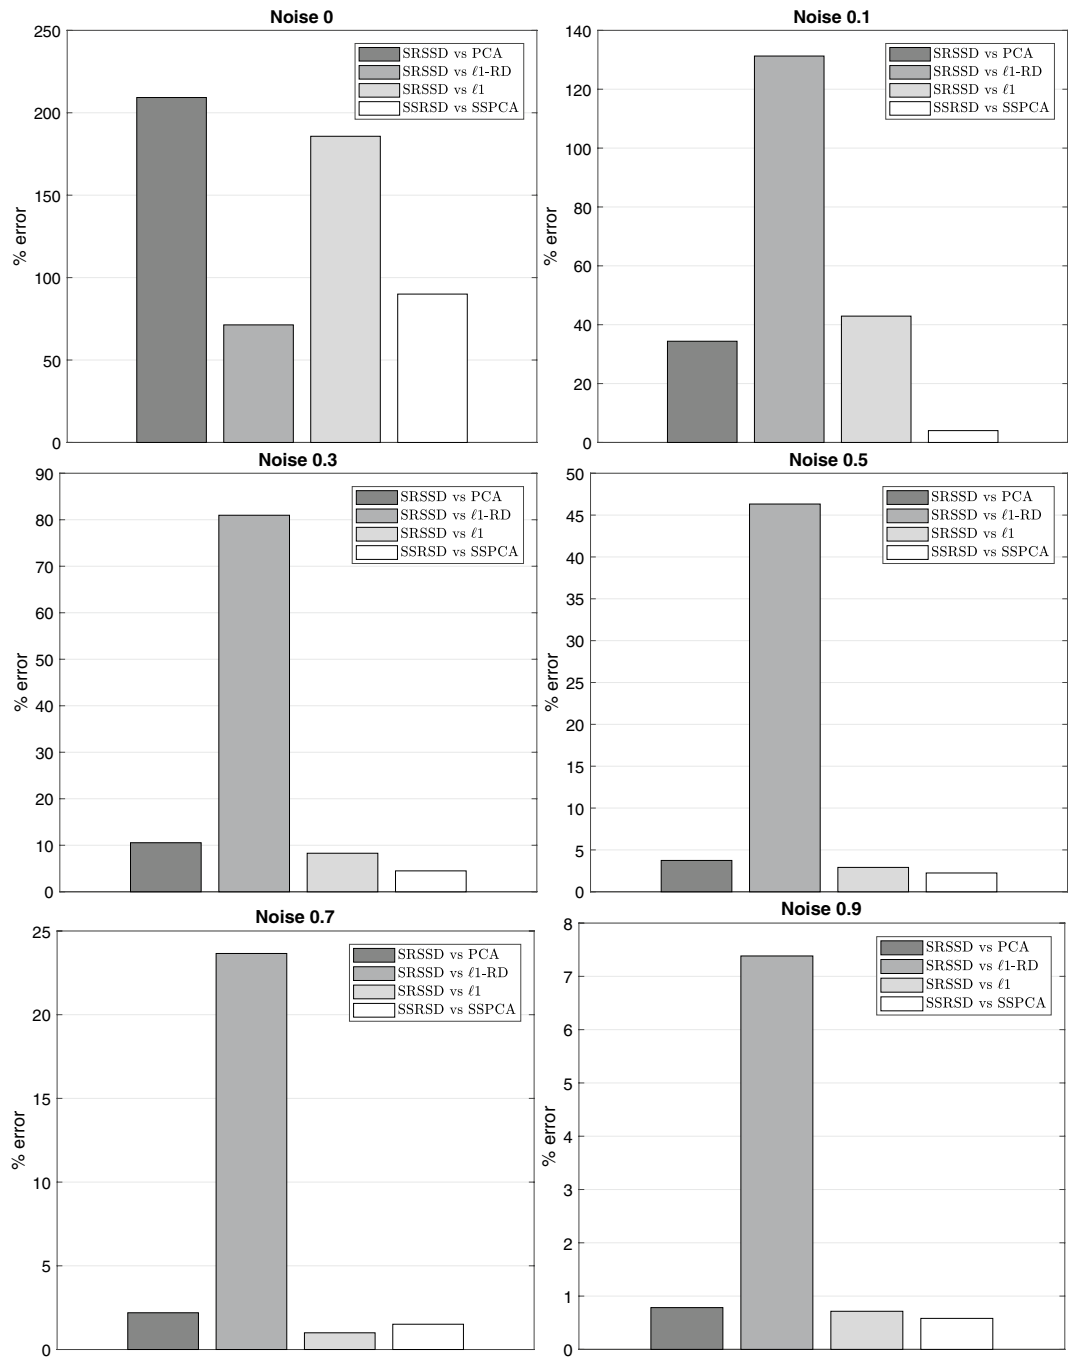 Noise 0
250
200
150
100
50
0
% error
SRSSD vs PCA
SRSSD vs ℓ1-RD
SRSSD vs ℓ1
SSRSD vs SSPCA
Noise 0.1
140
120
100
80
60
40
20
0
% error
SRSSD vs PCA
SRSSD vs ℓ1-RD
SRSSD vs ℓ1
SSRSD vs SSPCA
Noise 0.3
90
80
70
60
50
40
30
20
10
0
% error
SRSSD vs PCA
SRSSD vs ℓ1-RD
SRSSD vs ℓ1
SSRSD vs SSPCA
Noise 0.5
50
45
40
35
30
25
20
15
10
5
0
% error
SRSSD vs PCA
SRSSD vs ℓ1-RD
SRSSD vs ℓ1
SSRSD vs SSPCA
Noise 0.7
25
20
15
10
5
0
% error
SRSSD vs PCA
SRSSD vs ℓ1-RD
SRSSD vs ℓ1
SSRSD vs SSPCA
Noise 0.9
8
7
6
5
4
3
2
1
0
% error
SRSSD vs PCA
SRSSD vs ℓ1-RD
SRSSD vs ℓ1
SSRSD vs SSPCA